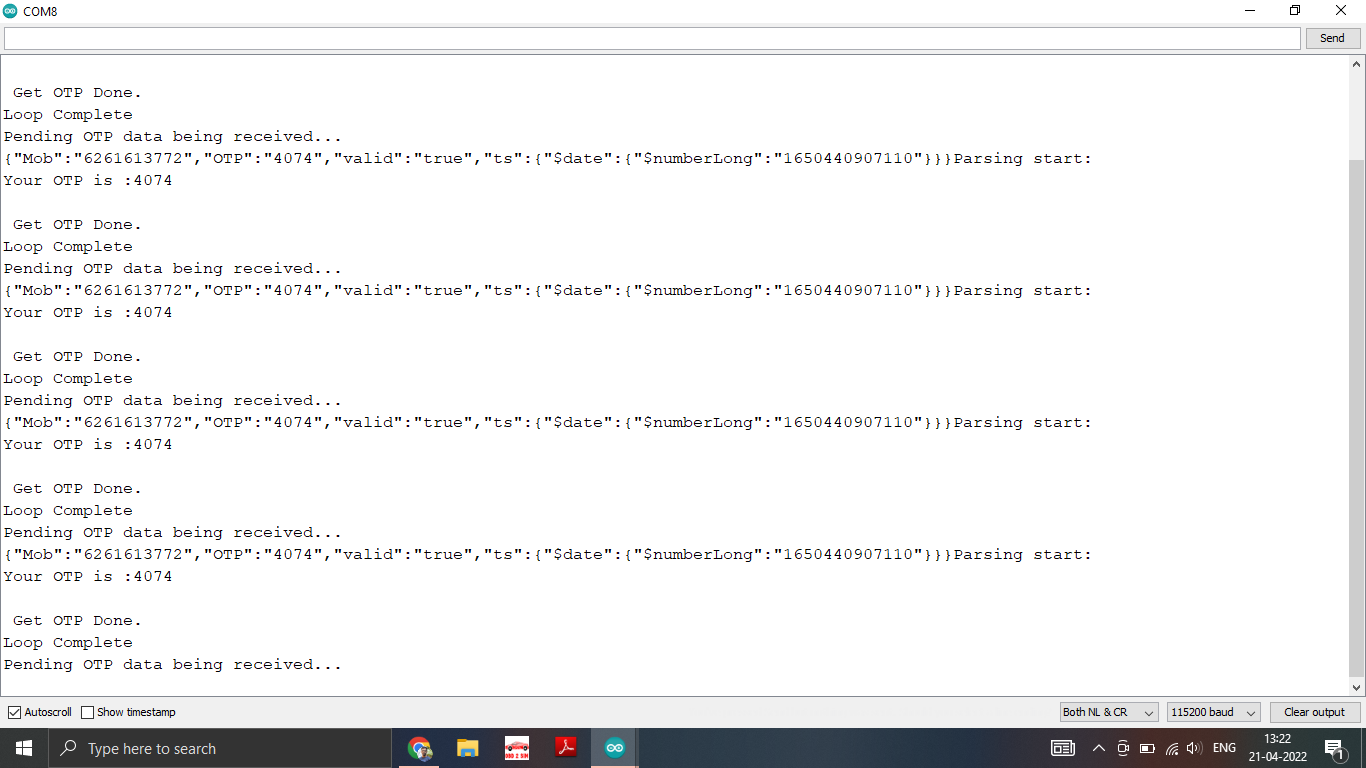 COM8
Send
Get OTP Done.
Loop Complete
Pending OTP data being received...
{"Mob":"6261613772","OTP":"4074","valid":"true","ts":{"$date":{"$numberLong":"1650440907110"}}}Parsing start:
Your OTP is :4074
Get OTP Done.
Loop Complete
Pending OTP data being received...
{"Mob":"6261613772","OTP":"4074","valid":"true","ts":{"$date":{"$numberLong":"1650440907110"}}}Parsing start:
Your OTP is :4074
Get OTP Done.
Loop Complete
Pending OTP data being received...
{"Mob":"6261613772","OTP":"4074","valid":"true","ts":{"$date":{"$numberLong":"1650440907110"}}}Parsing start:
Your OTP is :4074
Get OTP Done.
Loop Complete
Pending OTP data being received...
{"Mob":"6261613772","OTP":"4074","valid":"true","ts":{"$date":{"$numberLong":"1650440907110"}}}Parsing start:
Your OTP is :4074
Get OTP Done.
Loop Complete
Pending OTP data being received...
Autoscroll Show timestamp Both NL & CR 115200 baud Clear output
Type here to search ENG 13:22
21-04-2022 1